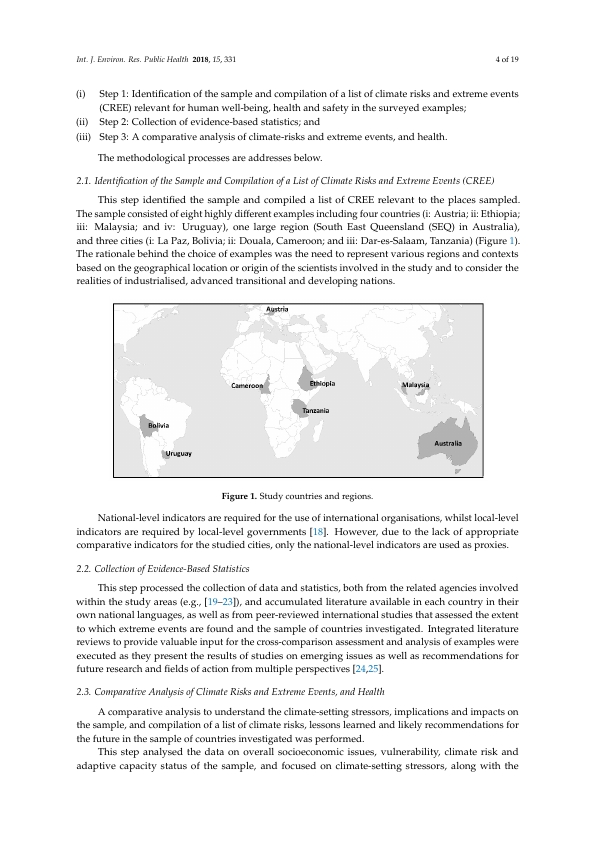 Int. J. Environ. Res. Public Health 2018, 15, 331
4 of 19
(i) Step 1: Identification of the sample and compilation of a list of climate risks and extreme events
(CREE) relevant for human well-being, health and safety in the surveyed examples;
(ii) Step 2: Collection of evidence-based statistics; and
(iii) Step 3: A comparative analysis of climate-risks and extreme events, and health.
The methodological processes are addresses below.
2.1. Identification of the Sample and Compilation of a List of Climate Risks and Extreme Events (CREE)
This step identified the sample and compiled a list of CREE relevant to the places sampled.
The sample consisted of eight highly different examples including four countries (i: Austria; ii: Ethiopia;
iii: Malaysia; and iv: Uruguay), one large region (South East Queensland (SEQ) in Australia),
and three cities (i: La Paz, Bolivia; ii: Douala, Cameroon; and iii: Dar-es-Salaam, Tanzania) (Figure 1).
The rationale behind the choice of examples was the need to represent various regions and contexts
based on the geographical location or origin of the scientists involved in the study and to consider the
realities of industrialised, advanced transitional and developing nations.
Austria
Cameroon
Ethiopia
Malaysia
Tanzania
Bolivia
Australia
Uruguay
Figure 1. Study countries and regions.
National-level indicators are required for the use of international organisations, whilst local-level
indicators are required by local-level governments [18]. However, due to the lack of appropriate
comparative indicators for the studied cities, only the national-level indicators are used as proxies.
2.2. Collection of Evidence-Based Statistics
This step processed the collection of data and statistics, both from the related agencies involved
within the study areas (e.g., [19–23]), and accumulated literature available in each country in their
own national languages, as well as from peer-reviewed international studies that assessed the extent
to which extreme events are found and the sample of countries investigated. Integrated literature
reviews to provide valuable input for the cross-comparison assessment and analysis of examples were
executed as they present the results of studies on emerging issues as well as recommendations for
future research and fields of action from multiple perspectives [24,25].
2.3. Comparative Analysis of Climate Risks and Extreme Events, and Health
A comparative analysis to understand the climate-setting stressors, implications and impacts on
the sample, and compilation of a list of climate risks, lessons learned and likely recommendations for
the future in the sample of countries investigated was performed.
This step analysed the data on overall socioeconomic issues, vulnerability, climate risk and
adaptive capacity status of the sample, and focused on climate-setting stressors, along with the